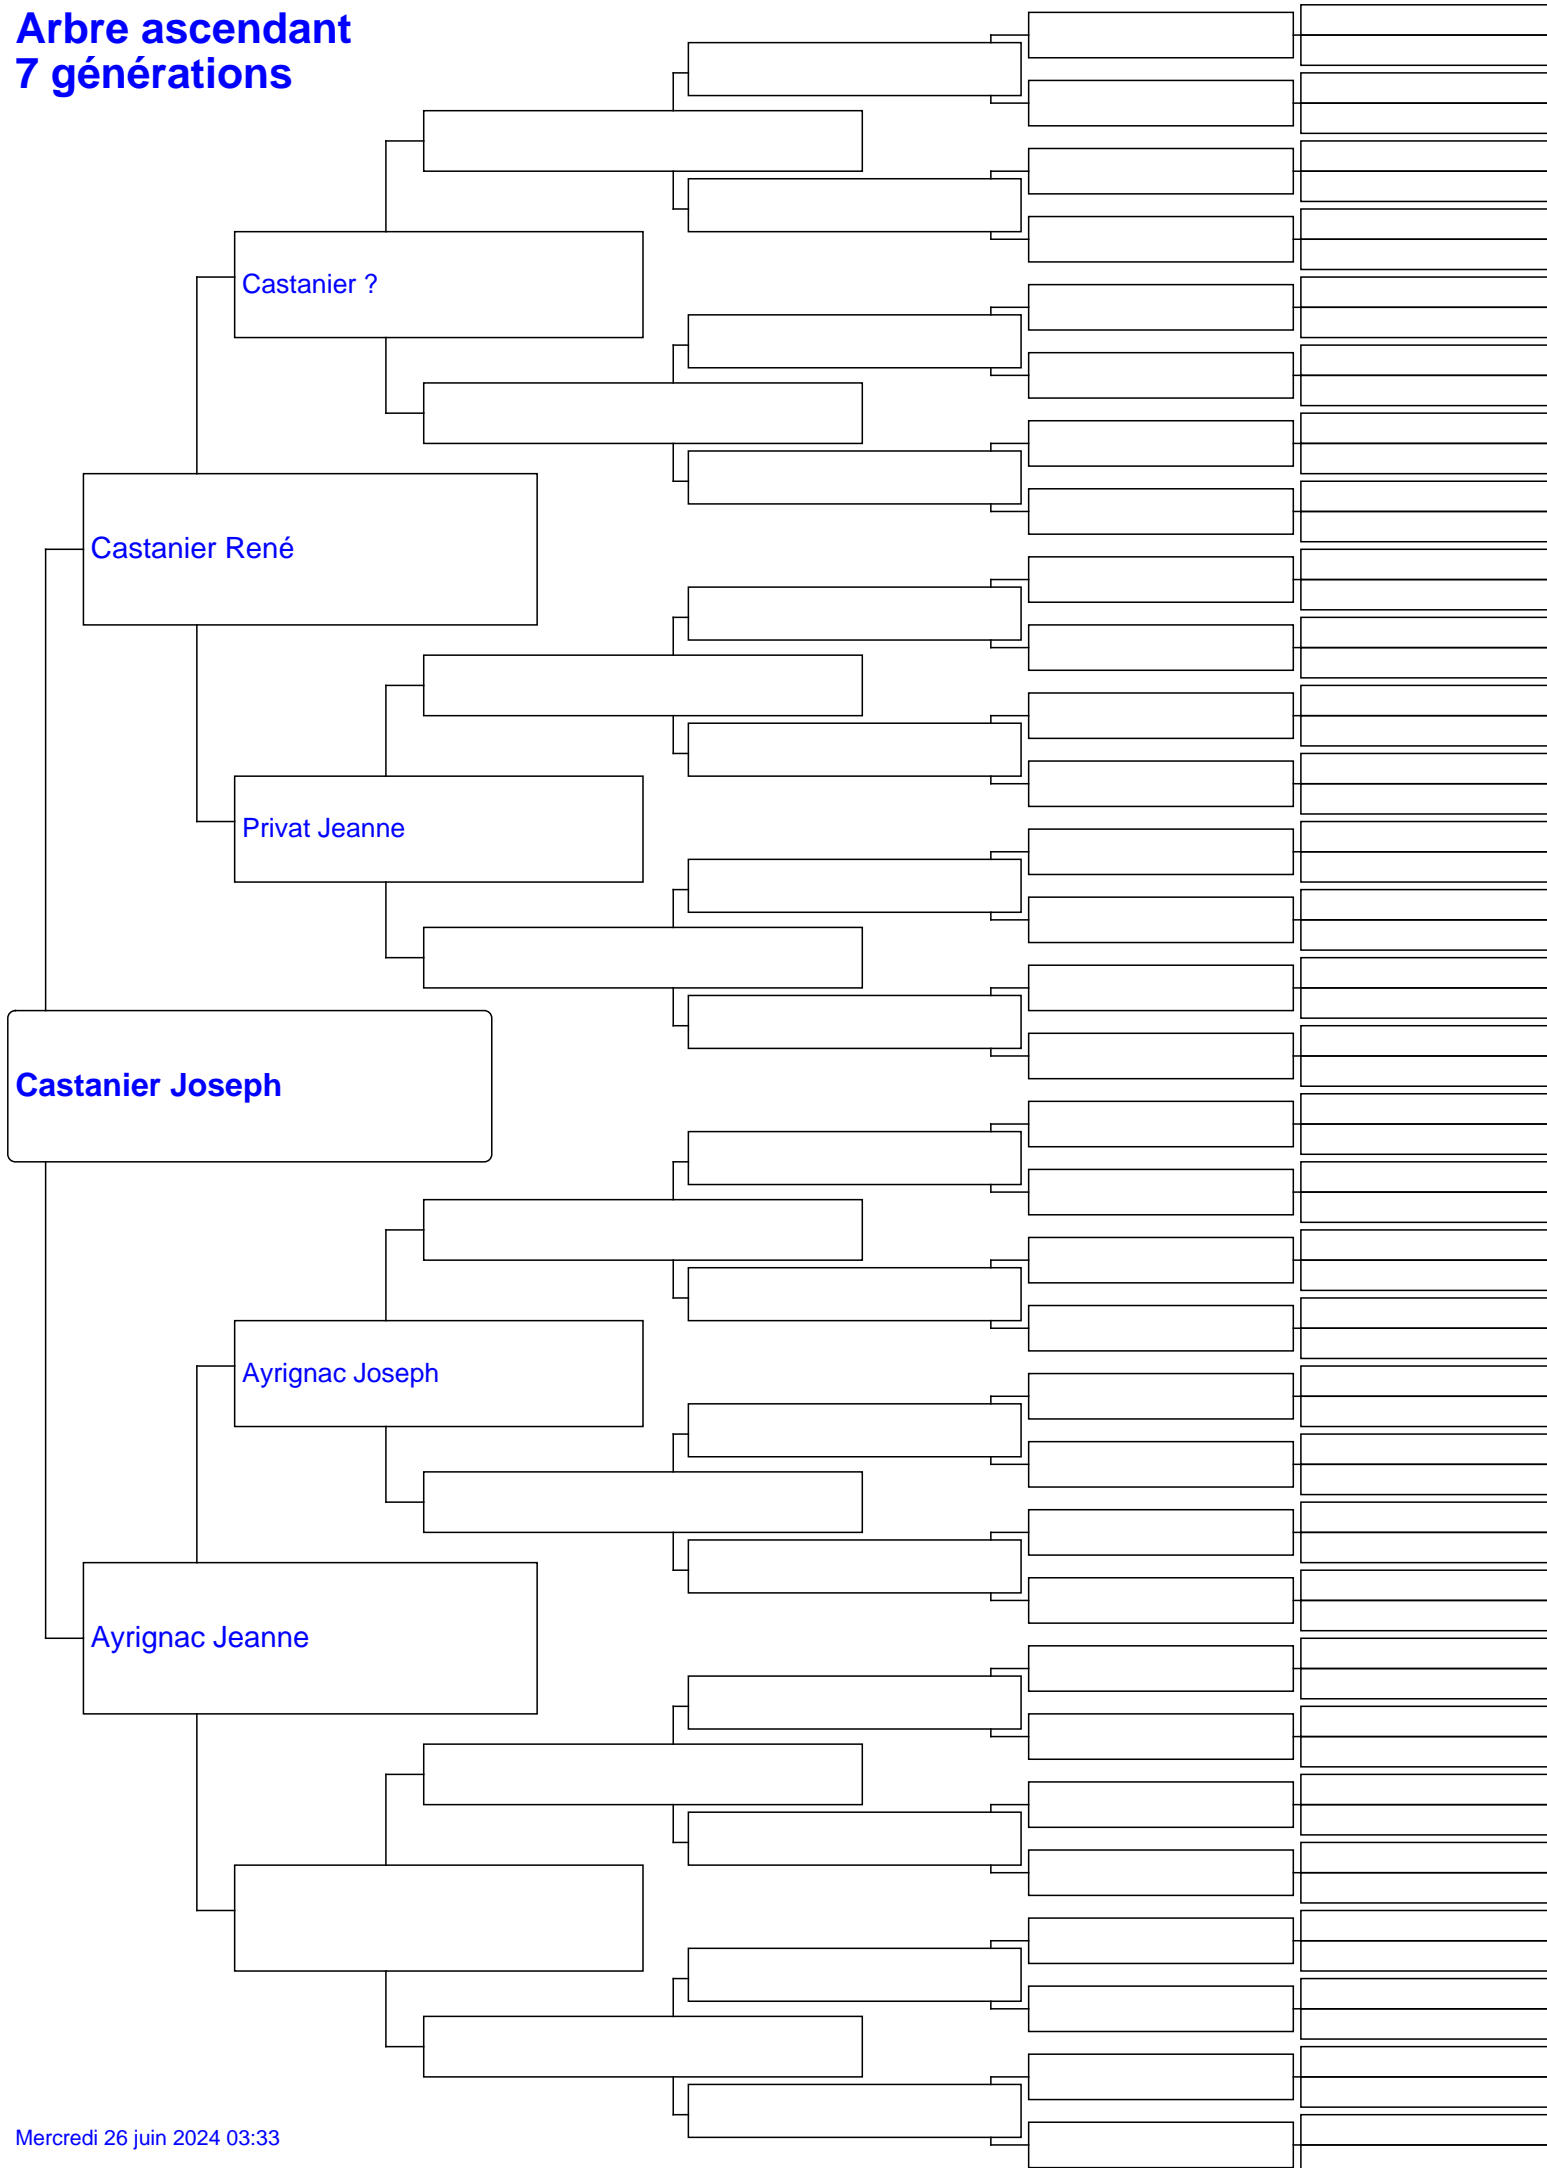 Arbre ascendant
7 générations
Castanier ?
Castanier René
Privat Jeanne
Castanier Joseph
Ayrignac Joseph
Ayrignac Jeanne
Mercredi 26 juin 2024 03:33